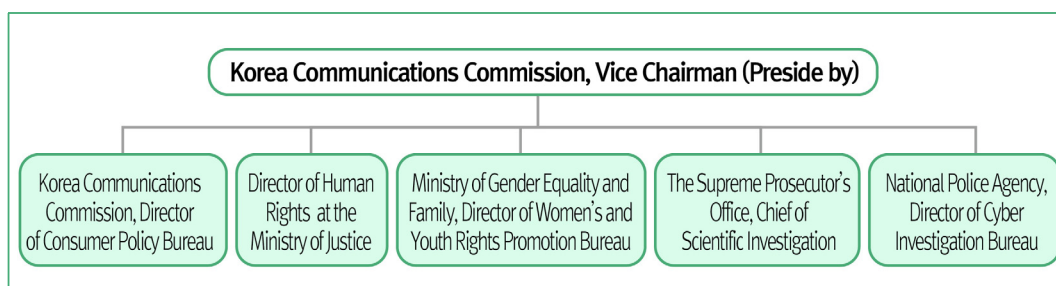 Korea Communications Commission, Vice Chairman (Preside by)
Korea Communications
Commission, Director
of Consumer Policy Bureau
Director of Human
Rights at the
Ministry of Justice
Ministry of Gender Equality and
Family, Director of Women's and
Youth Rights Promotion Bureau
The Supreme Prosecutor's
Office, Chief of
Scientific Investigation
National Police Agency,
Director of Cyber
Investigation Bureau